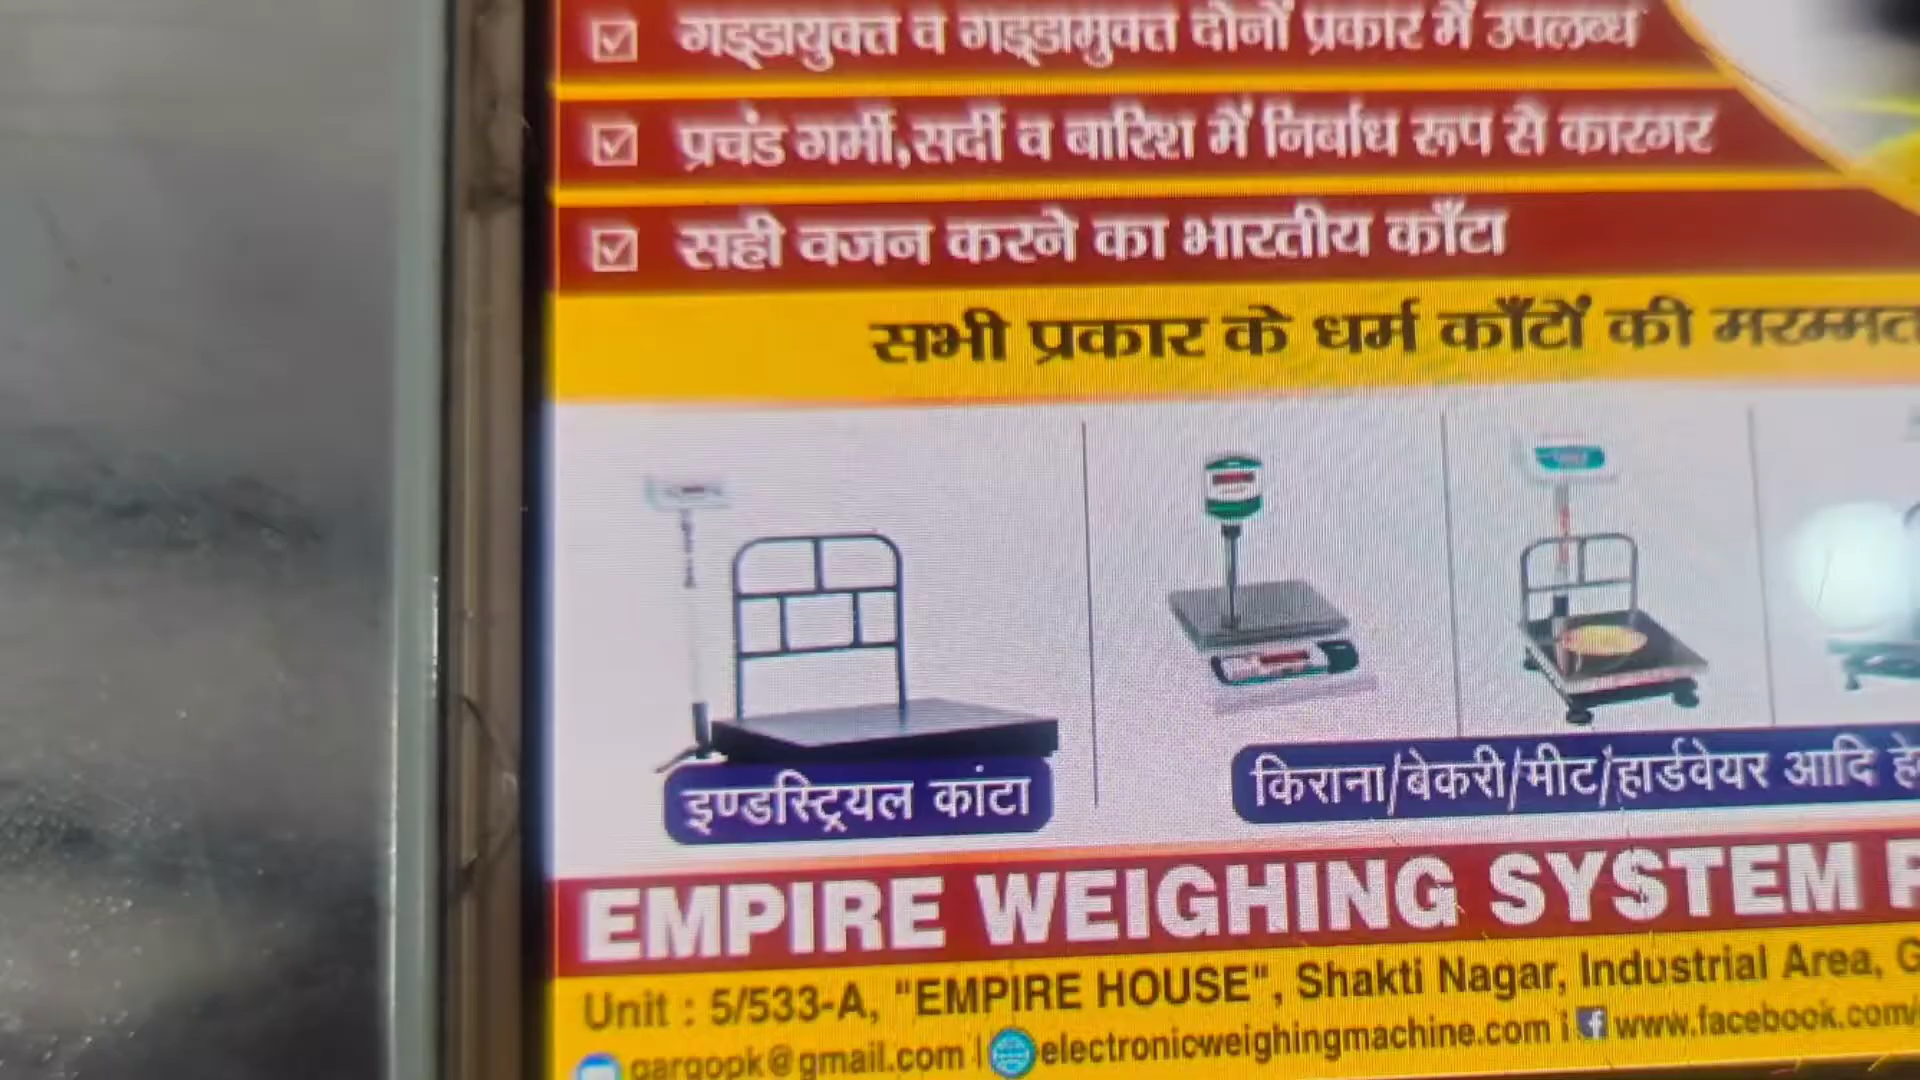 गड्डायुक्त व गड्डामुक्त दोनों प्रकार में उपलब्ध
प्रचंड गर्मी,सर्दी व बारिश में निर्बाध रूप से कारगर
सही वजन करने का भारतीय काँटा
सभी प्रकार के धर्म काँटों की मरम्मत
इण्डस्ट्रियल कांटा
किराना/बेकरी/मीट/हार्डवेयर आदि
EMPIRE WEIGHING SYSTEM
Unit : 5/533-A, "EMPIRE HOUSE", Shakti Nagar, Industrial Area,
gargopk@gmail.com | electronicweighingmachine.com | www.facebook.com/